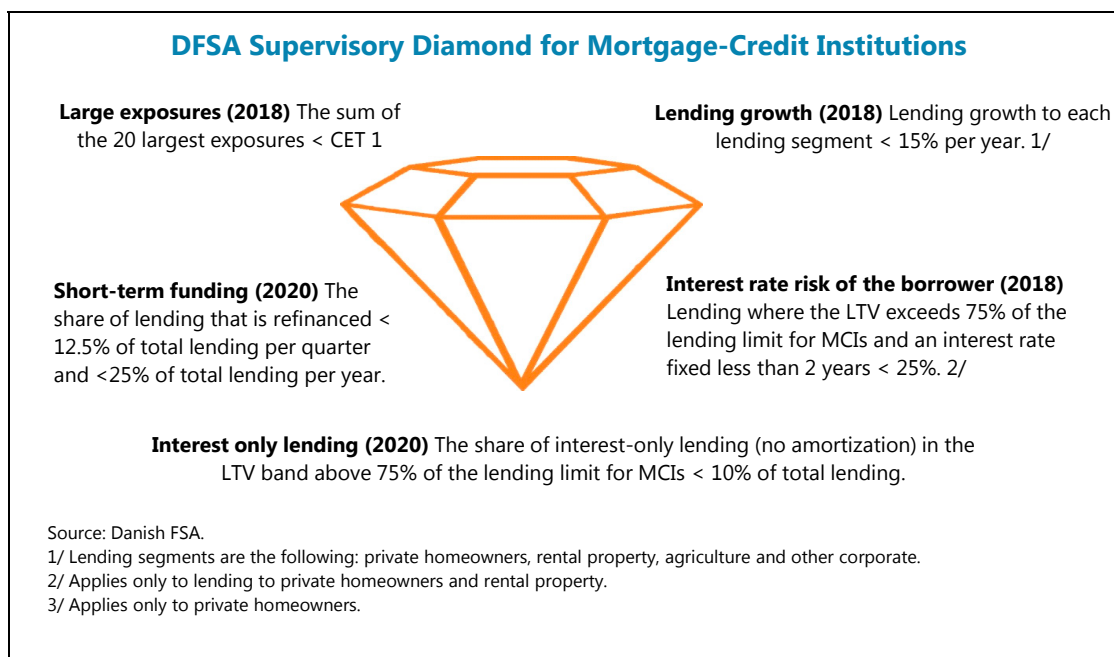 DFSA Supervisory Diamond for Mortgage-Credit Institutions
Large exposures (2018) The sum of
the 20 largest exposures < CET 1
Lending growth (2018) Lending growth to each
lending segment < 15% per year. 1/
Short-term funding (2020) The
share of lending that is refinanced <
12.5% of total lending per quarter
and <25% of total lending per year.
Interest rate risk of the borrower (2018)
Lending where the LTV exceeds 75% of the
lending limit for MCIs and an interest rate
fixed less than 2 years < 25%. 2/
Interest only lending (2020) The share of interest-only lending (no amortization) in the
LTV band above 75% of the lending limit for MCIs < 10% of total lending.
Source: Danish FSA.
1/ Lending segments are the following: private homeowners, rental property, agriculture and other corporate.
2/ Applies only to lending to private homeowners and rental property.
3/ Applies only to private homeowners.